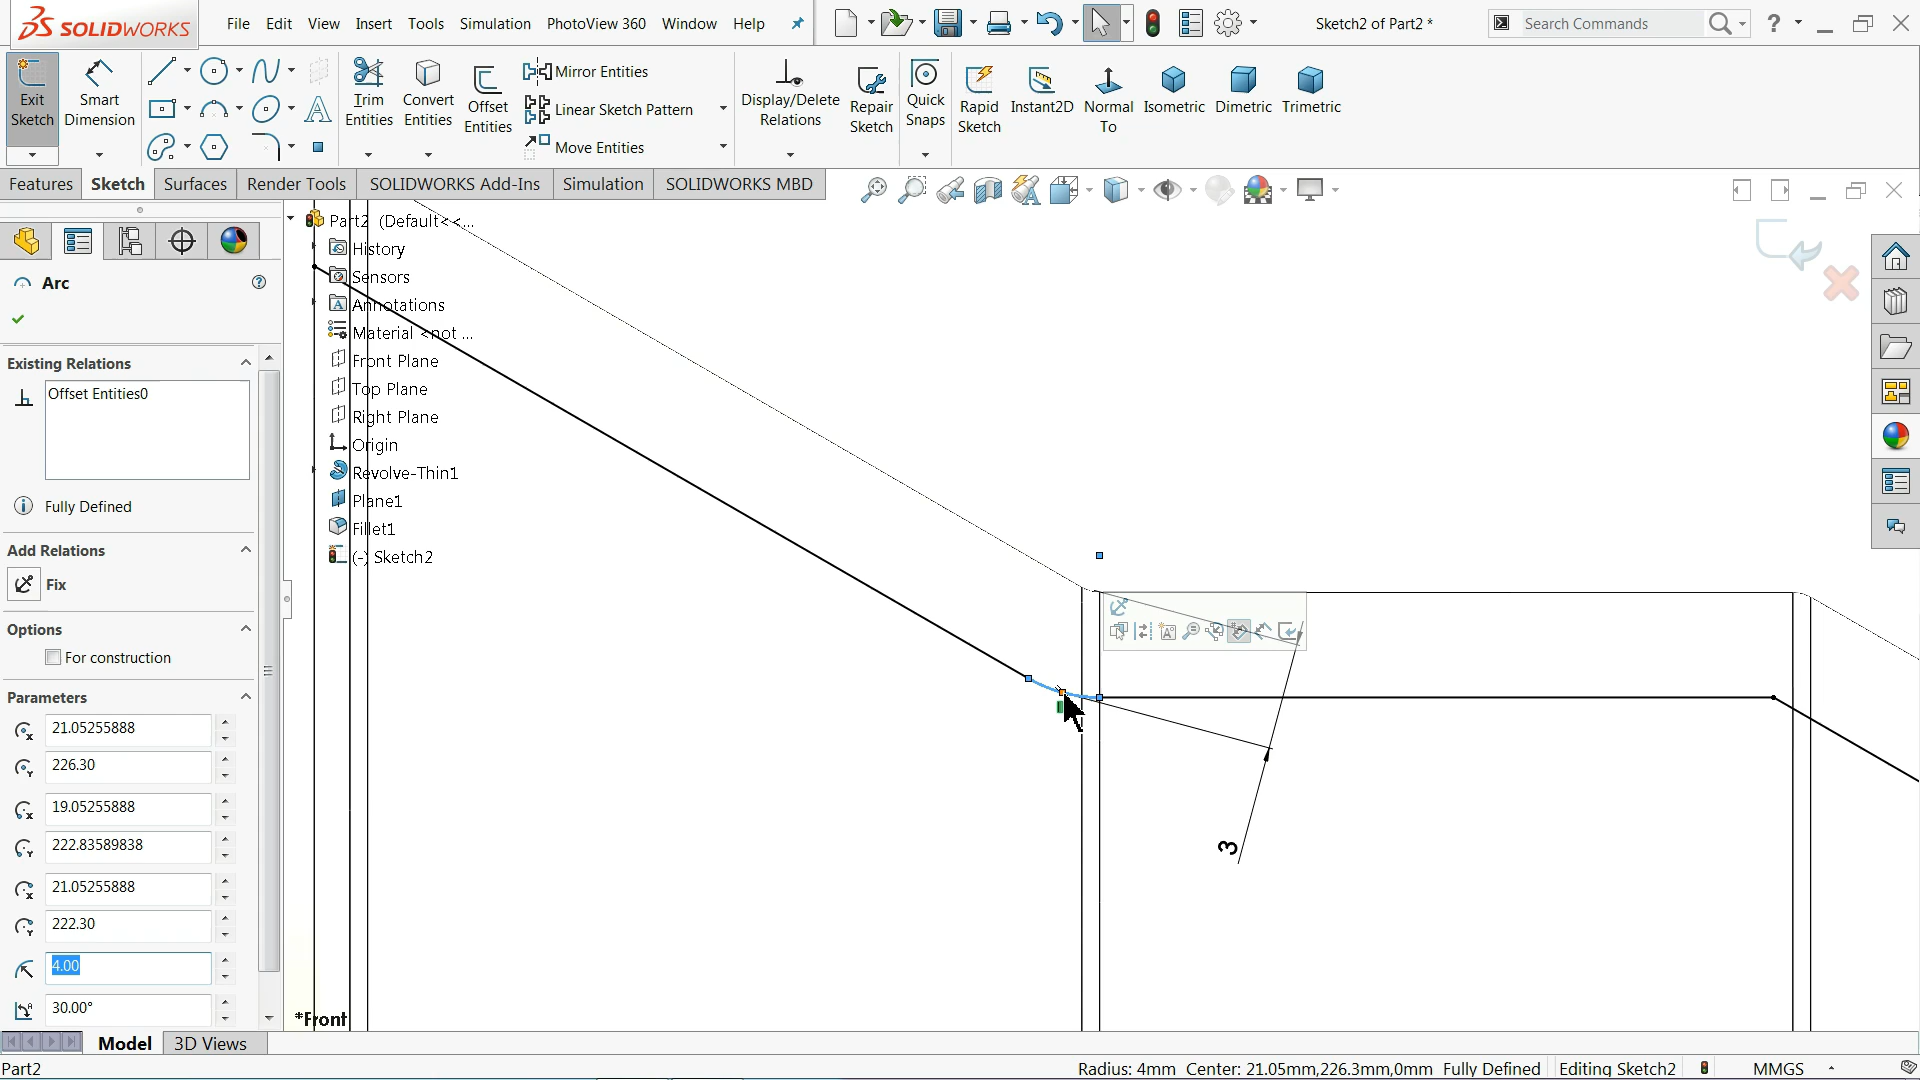 SOLIDWORKS
File Edit View Insert Tools Simulation PhotoView 360 Window Help
Sketch2 of Part2 *
Search Commands
Exit Sketch
Smart Dimension
Trim Entities
Convert Entities
Offset Entities
Mirror Entities
Linear Sketch Pattern
Move Entities
Display/Delete Relations
Repair Sketch
Quick Snaps
Rapid Sketch
Instant2D
Normal To
Isometric
Dimetric
Trimetric
Features Sketch Surfaces Render Tools SOLIDWORKS Add-Ins Simulation SOLIDWORKS MBD
Part2 (Default<<...
History
Sensors
Annotations
Material <not ...
Front Plane
Top Plane
Right Plane
Origin
Revolve-Thin1
Plane1
Fillet1
(-) Sketch2
Arc
Existing Relations
Offset Entities0
Fully Defined
Add Relations
Fix
Options
For construction
Parameters
21.05255888
226.30
19.05255888
222.83589838
21.05255888
222.30
4.00
30.00°
3
*Front
Model 3D Views
Part2
Radius: 4mm Center: 21.05mm,226.3mm,0mm Fully Defined Editing Sketch2 MMGS